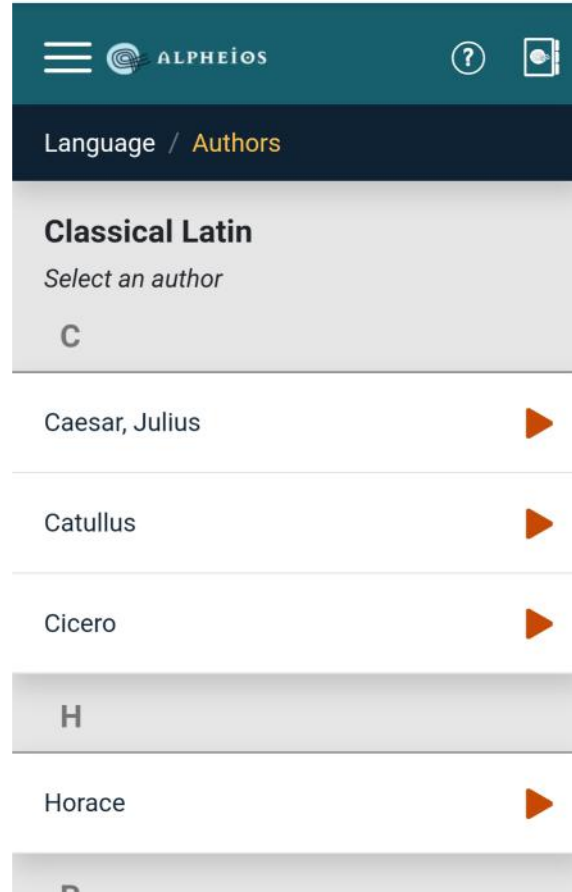 ALPHEIOS
Language / Authors
Classical Latin
Select an author
C
Caesar, Julius
Catullus
Cicero
H
Horace